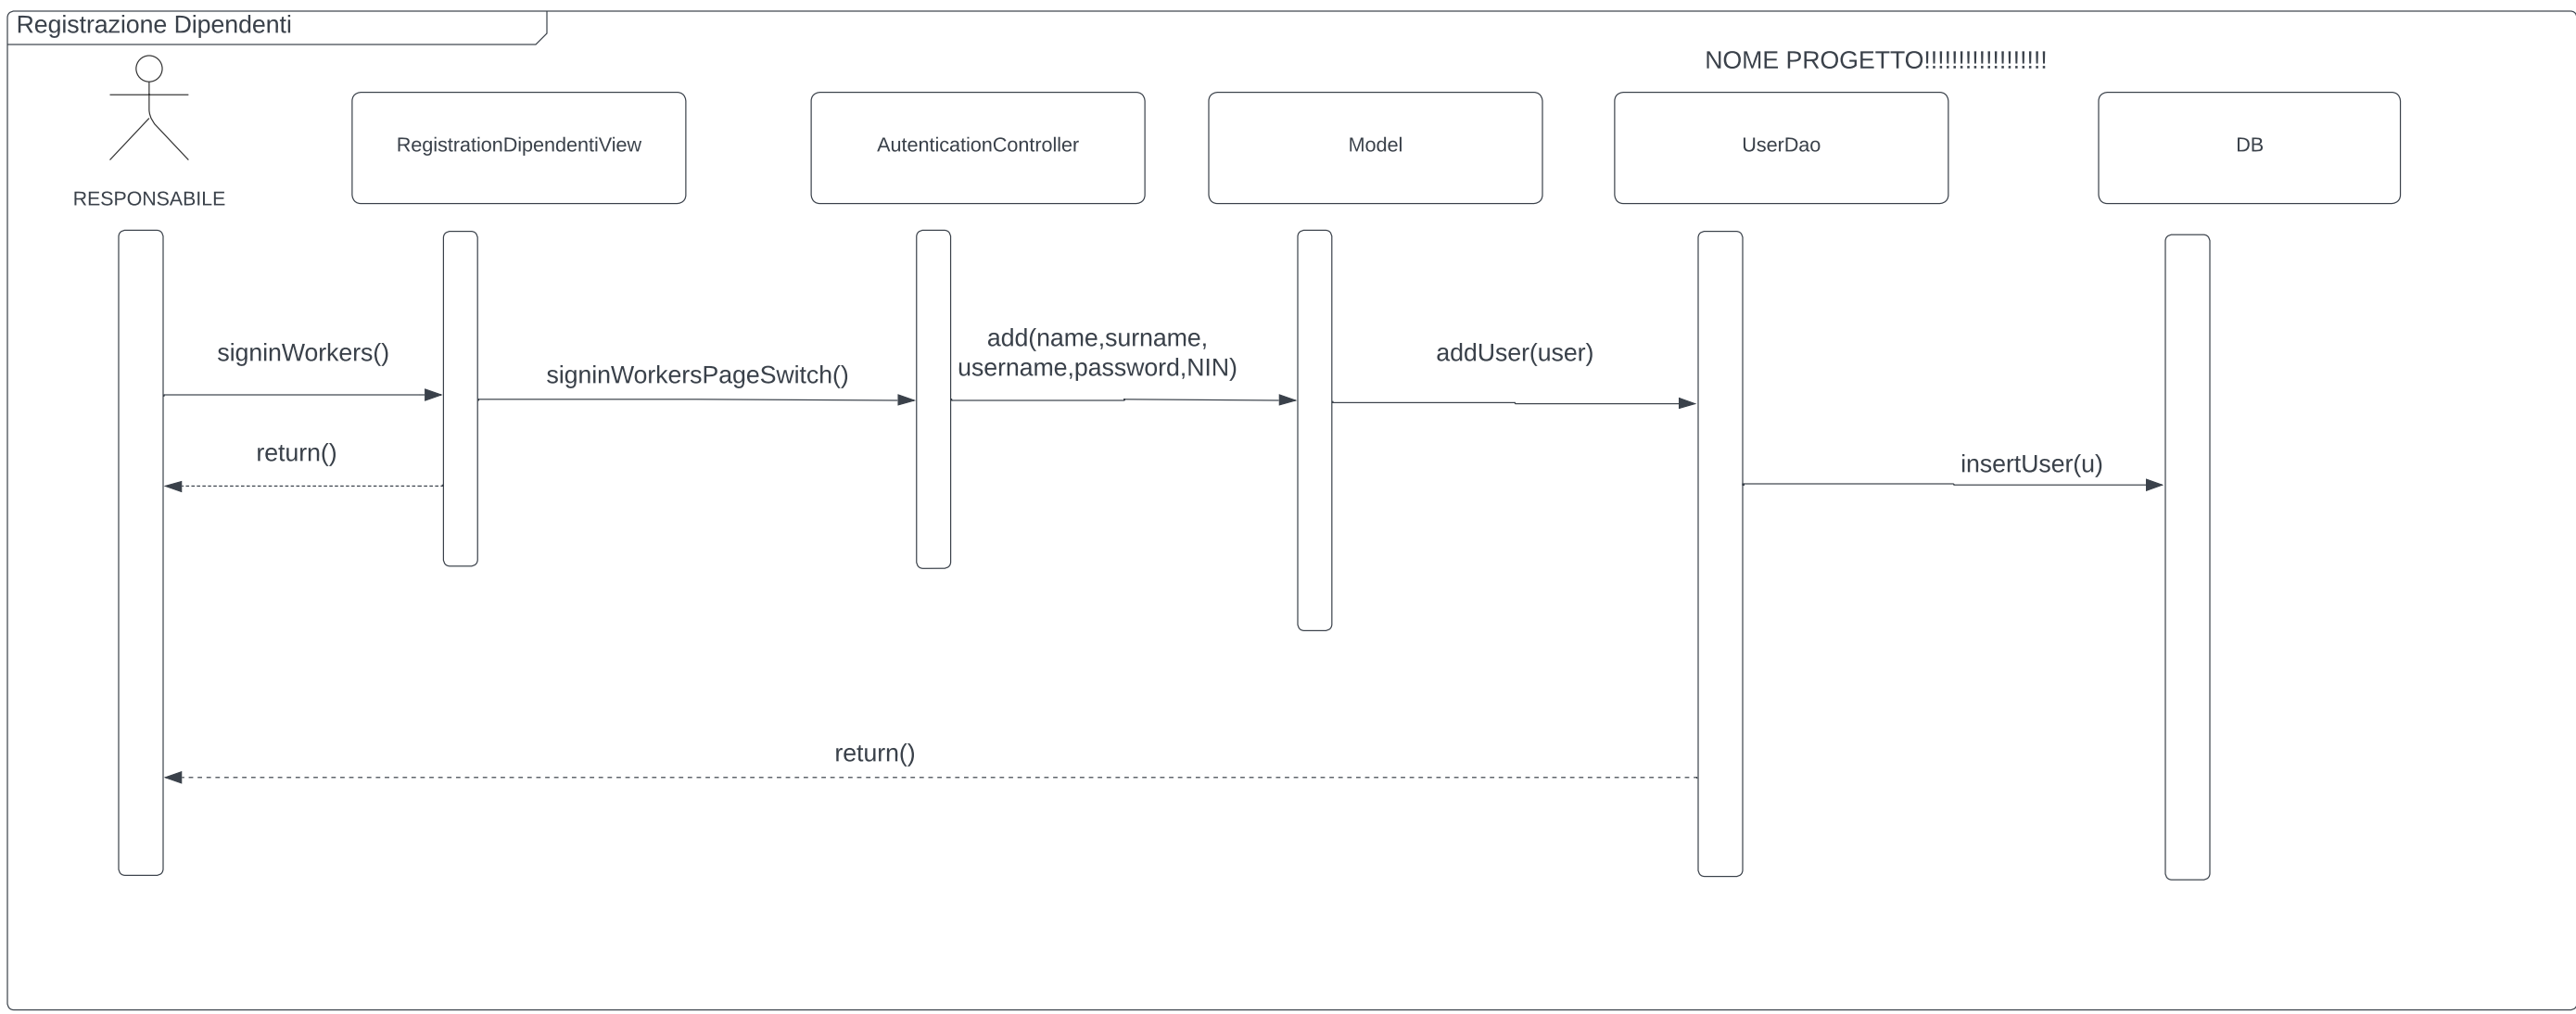 Registrazione Dipendenti
NOME PROGETTO!!!!!!!!!!!!!!!!!!
RegistrationDipendentiView
AutenticationController
Model
UserDao
DB
RESPONSABILE
signinWorkers()
signinWorkersPageSwitch()
add(name,surname,
username,password,NIN)
addUser(user)
return()
insertUser(u)
return()